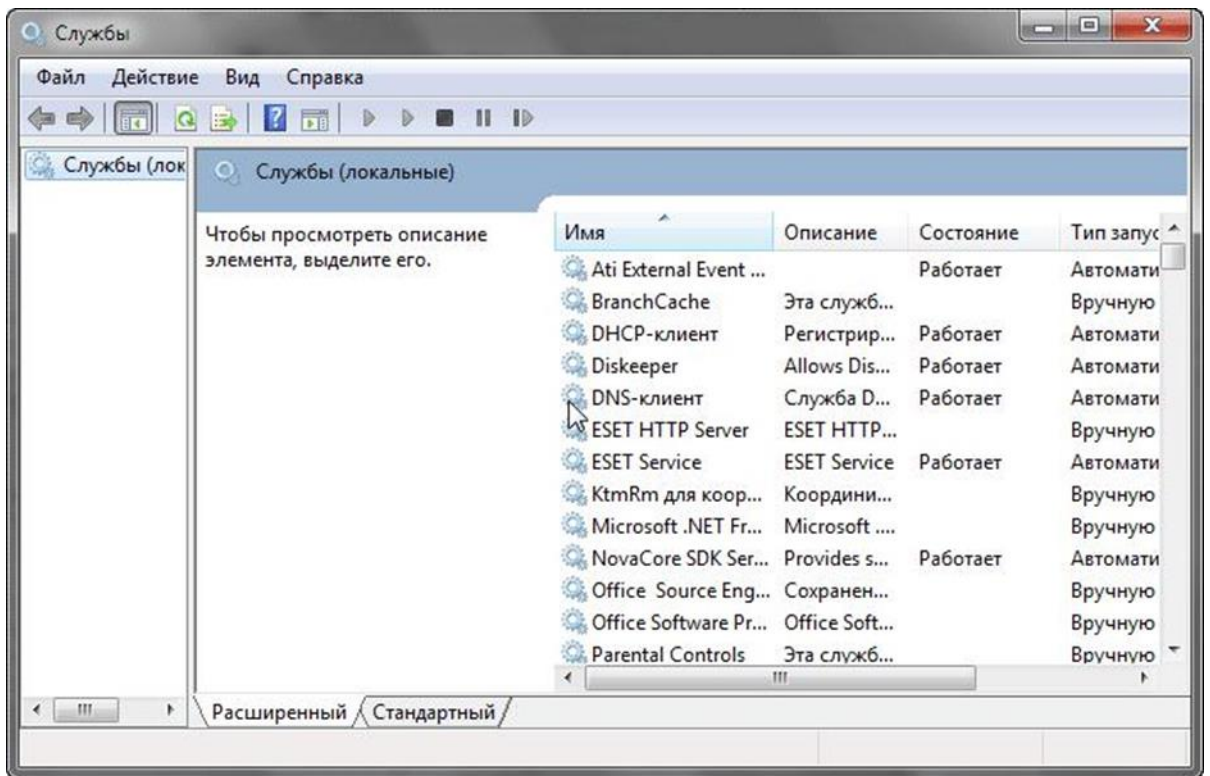 Службы
Файл Действие Вид Справка
Службы (лок
Службы (локальные)
Чтобы просмотреть описание
элемента, выделите его.
Имя Описание Состояние Тип запус
Ati External Event ... Работает Автомати
BranchCache Эта служб... Вручную
DHCP-клиент Регистрир... Работает Автомати
Diskeeper Allows Dis... Работает Автомати
DNS-клиент Служба D... Работает Автомати
ESET HTTP Server ESET HTTP... Вручную
ESET Service ESET Service Работает Автомати
KtmRm для коор... Координи... Вручную
Microsoft .NET Fr... Microsoft .... Вручную
NovaCore SDK Ser... Provides s... Работает Автомати
Office  Source Eng... Сохранен... Вручную
Office Software Pr... Office Soft... Вручную
Parental Controls Эта служб... Вручную
Расширенный Стандартный